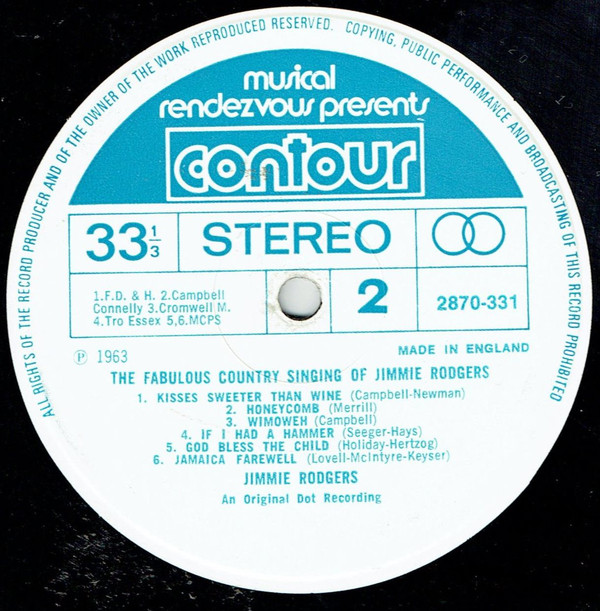 ALL RIGHTS OF THE RECORD PRODUCER AND OF THE OWNER OF THE WORK REPRODUCED RESERVED. COPYING, PUBLIC PERFORMANCE AND BROADCASTING OF THIS RECORD PROHIBITED
musical
rendezvous presents
contour
33 1/3
STEREO
1.F.D. & H. 2.Campbell
Connelly 3.Cromwell M.
4.Tro Essex 5,6.MCPS
2
2870-331
Ⓟ 1963
MADE IN ENGLAND
THE FABULOUS COUNTRY SINGING OF JIMMIE RODGERS
1. KISSES SWEETER THAN WINE (Campbell-Newman)
2. HONEYCOMB (Merrill)
3. WIMOWEH (Campbell)
4. IF I HAD A HAMMER (Seeger-Hays)
5. GOD BLESS THE CHILD (Holiday-Hertzog)
6. JAMAICA FAREWELL (Lovell-McIntyre-Keyser)
JIMMIE RODGERS
An Original Dot Recording